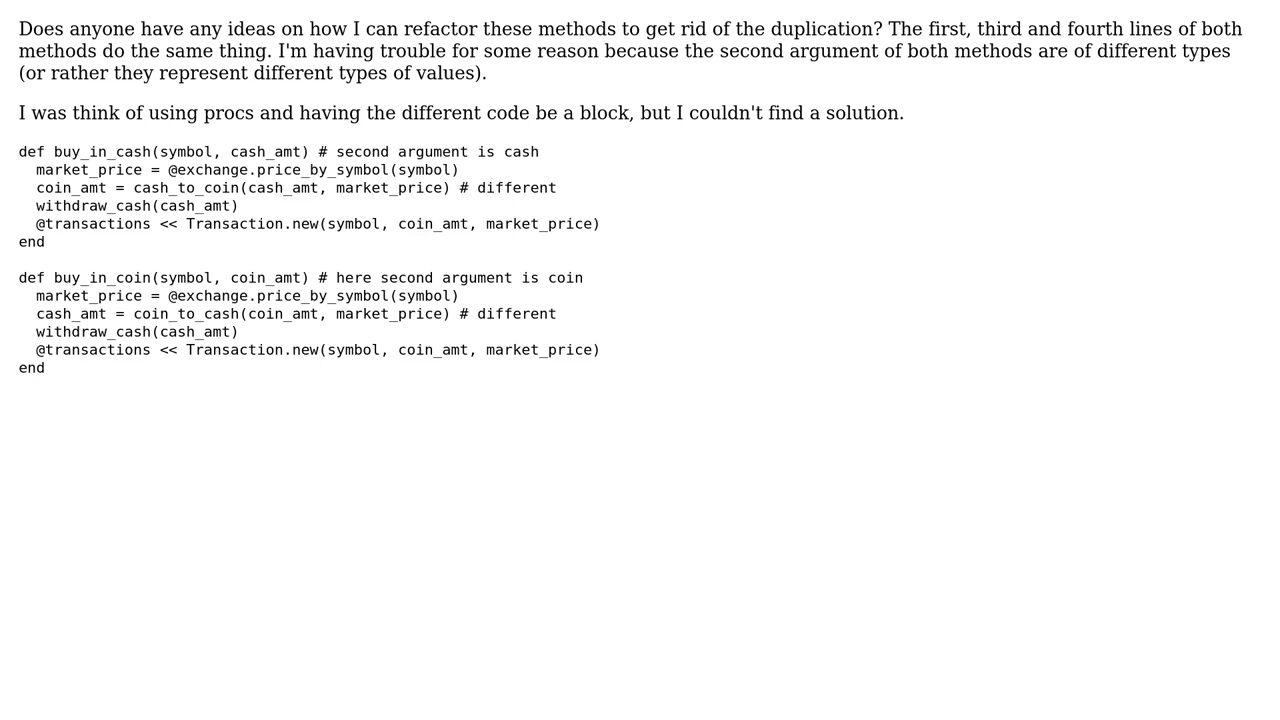 Does anyone have any ideas on how I can refactor these methods to get rid of the duplication? The first, third and fourth lines of both
methods do the same thing. I'm having trouble for some reason because the second argument of both methods are of different types
(or rather they represent different types of values).
I was think of using procs and having the different code be a block, but I couldn't find a solution.
def buy_in_cash(symbol, cash_amt) # second argument is cash
  market_price = @exchange.price_by_symbol(symbol)
  coin_amt = cash_to_coin(cash_amt, market_price) # different
  withdraw_cash(cash_amt)
  @transactions << Transaction.new(symbol, coin_amt, market_price)
end
def buy_in_coin(symbol, coin_amt) # here second argument is coin
  market_price = @exchange.price_by_symbol(symbol)
  cash_amt = coin_to_cash(coin_amt, market_price) # different
  withdraw_cash(cash_amt)
  @transactions << Transaction.new(symbol, coin_amt, market_price)
end